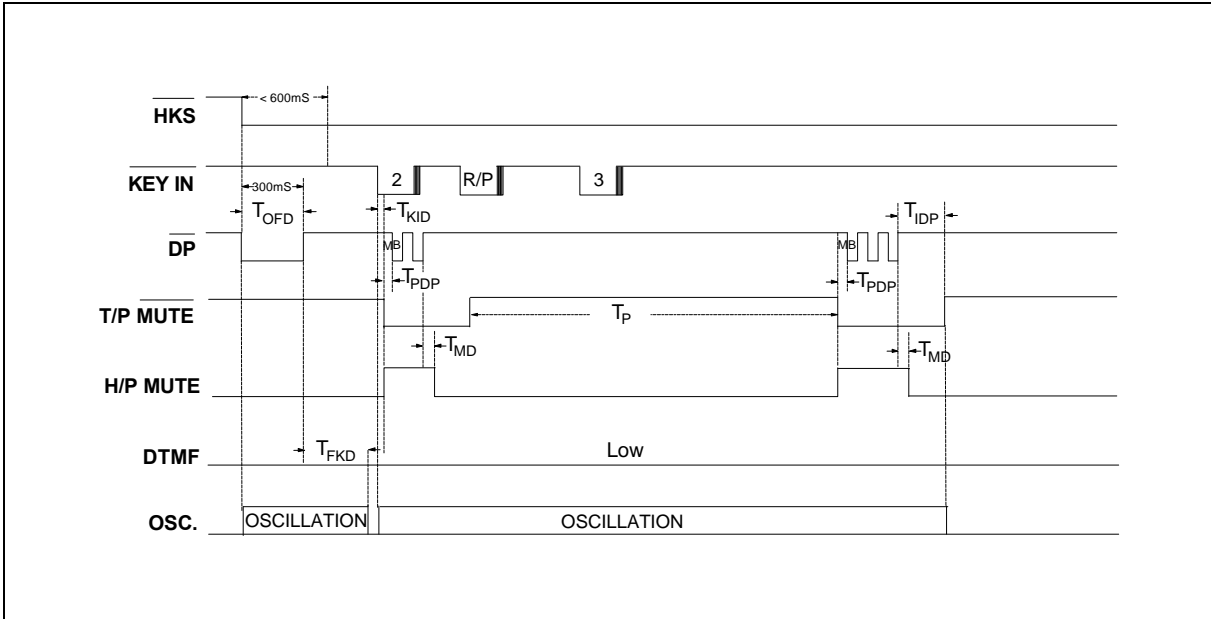 < 600mS
HKS
KEY IN
2
R/P
3
300mS
TOFD
TKID
TIDP
DP
MB
MB
TPDP
TPDP
T/P MUTE
TP
TMD
TMD
H/P MUTE
TFKD
Low
DTMF
OSC.
OSCILLATION
OSCILLATION